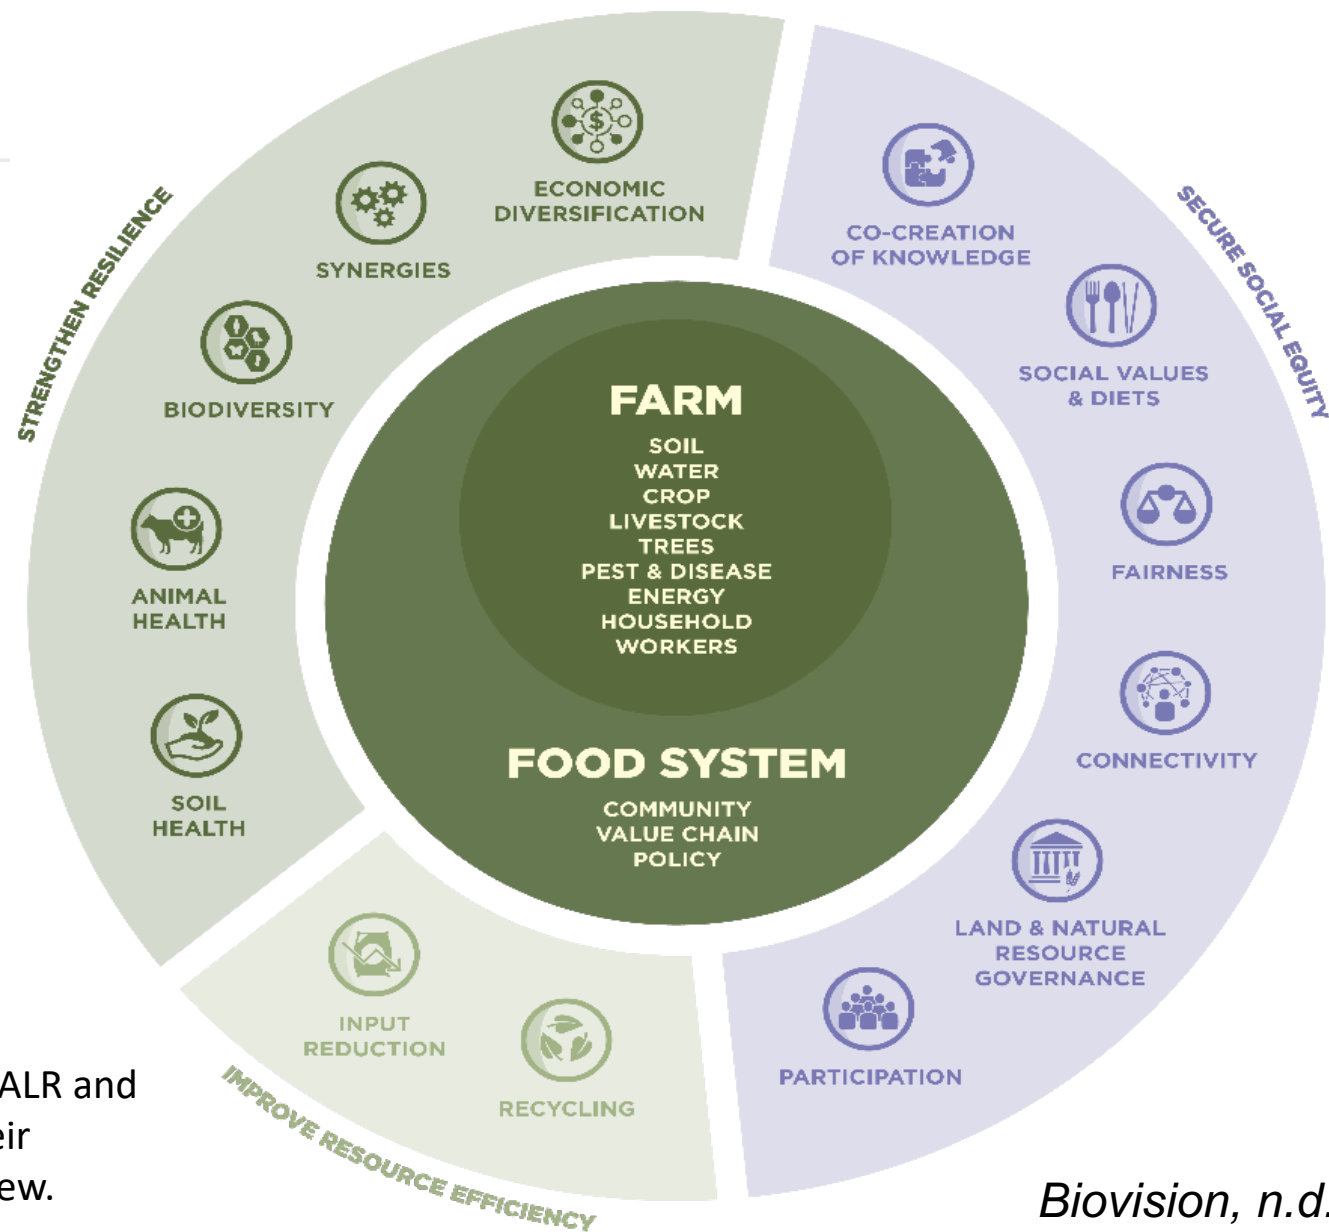 STRENGTHEN RESILIENCE
ECONOMIC
DIVERSIFICATION
SYNERGIES
BIODIVERSITY
ANIMAL
HEALTH
SOIL
HEALTH
SECURE SOCIAL EQUITY
CO-CREATION
OF KNOWLEDGE
SOCIAL VALUES
& DIETS
FAIRNESS
CONNECTIVITY
LAND & NATURAL
RESOURCE
GOVERNANCE
PARTICIPATION
FARM
SOIL
WATER
CROP
LIVESTOCK
TREES
PEST & DISEASE
ENERGY
HOUSEHOLD
WORKERS
FOOD SYSTEM
COMMUNITY
VALUE CHAIN
POLICY
INPUT
REDUCTION
RECYCLING
IMPROVE RESOURCE EFFICIENCY
ALR and
eir
ew.
$
Biovision, n.d.